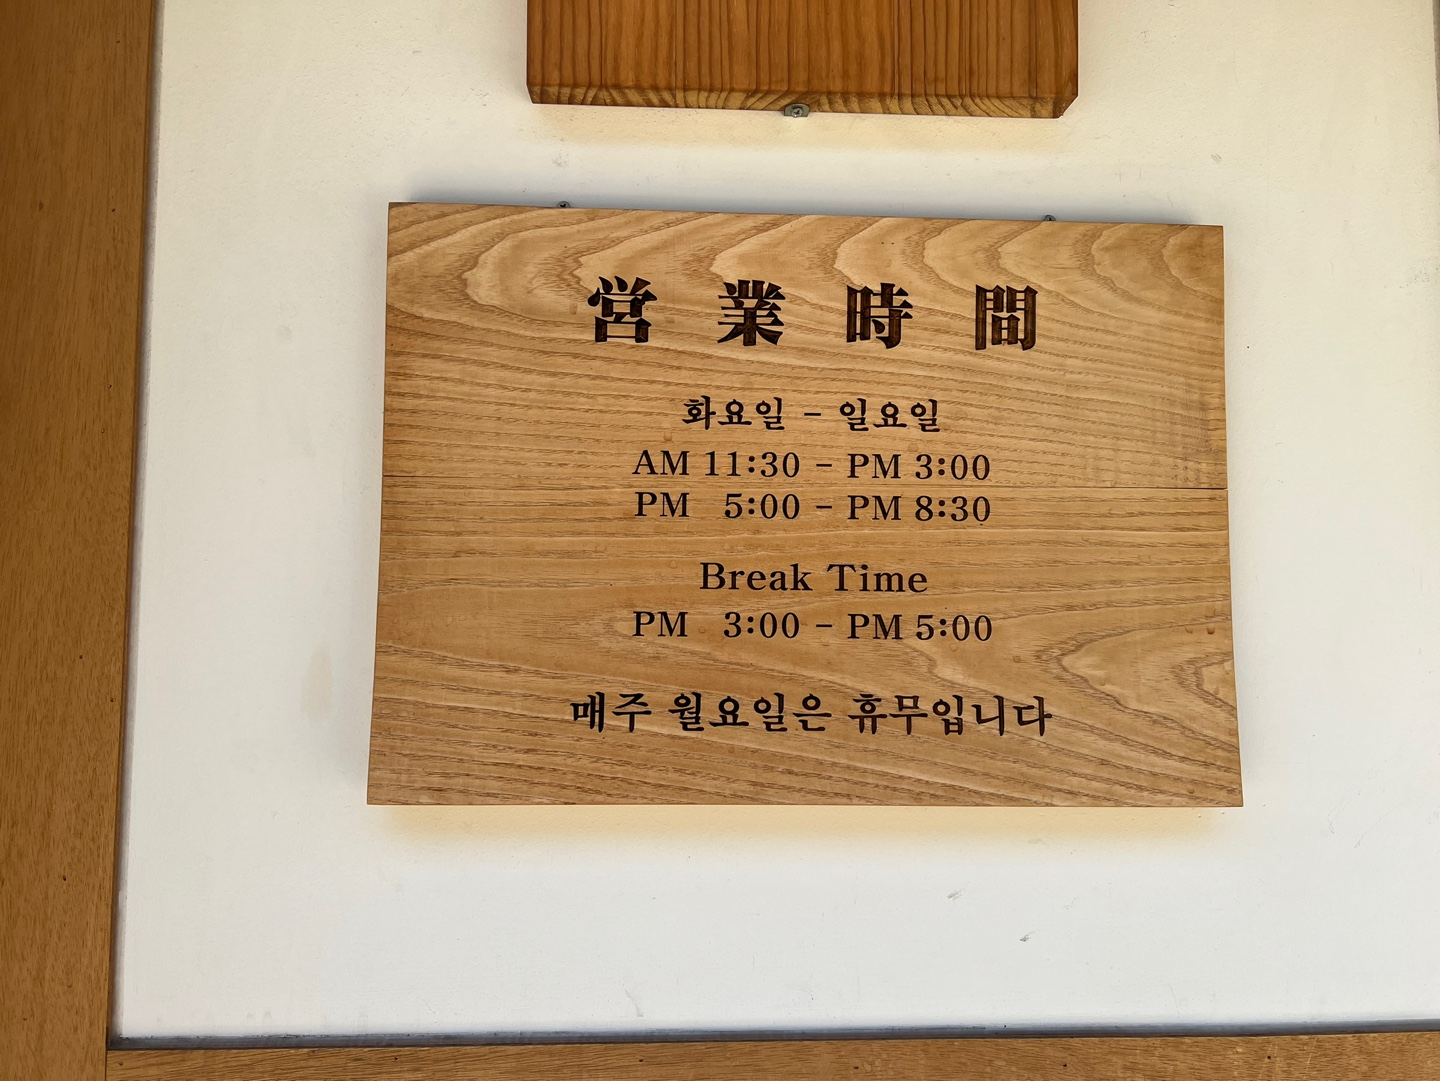 営業時間
화요일 - 일요일
AM 11:30 - PM 3:00
PM 5:00 - PM 8:30
Break Time
PM 3:00 - PM 5:00
매주 월요일은 휴무입니다